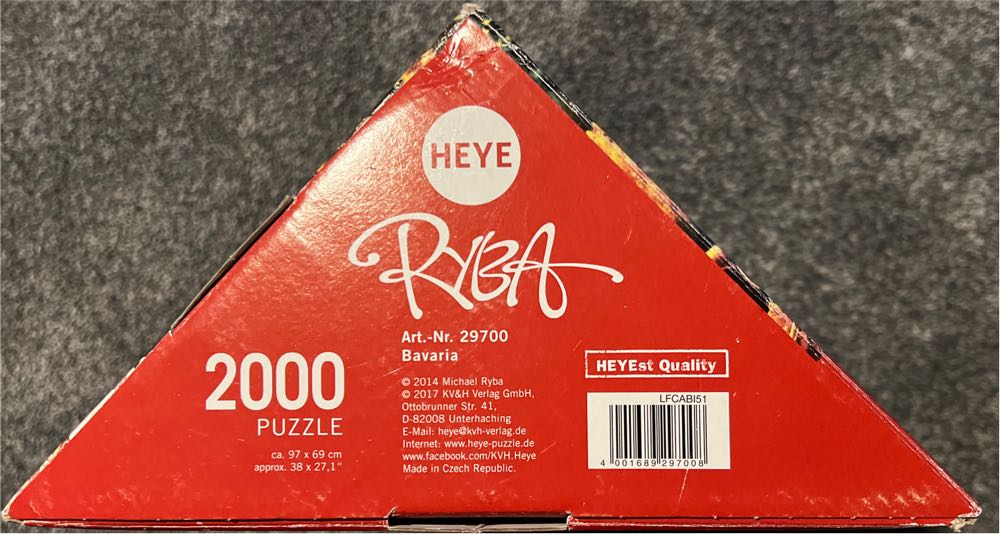 HEYE
RYBA
Art.-Nr. 29700
Bavaria
2000
PUZZLE
ca. 97 x 69 cm
approx. 38 x 27,1"
© 2014 Michael Ryba
© 2017 KV&H Verlag GmbH,
Ottobrunner Str. 41,
D-82008 Unterhaching
E-Mail: heye@kvh-verlag.de
Internet: www.heye-puzzle.de
www.facebook.com/KVH.Heye
Made in Czech Republic.
HEYEst Quality
LFCABI51
4 001689 297008